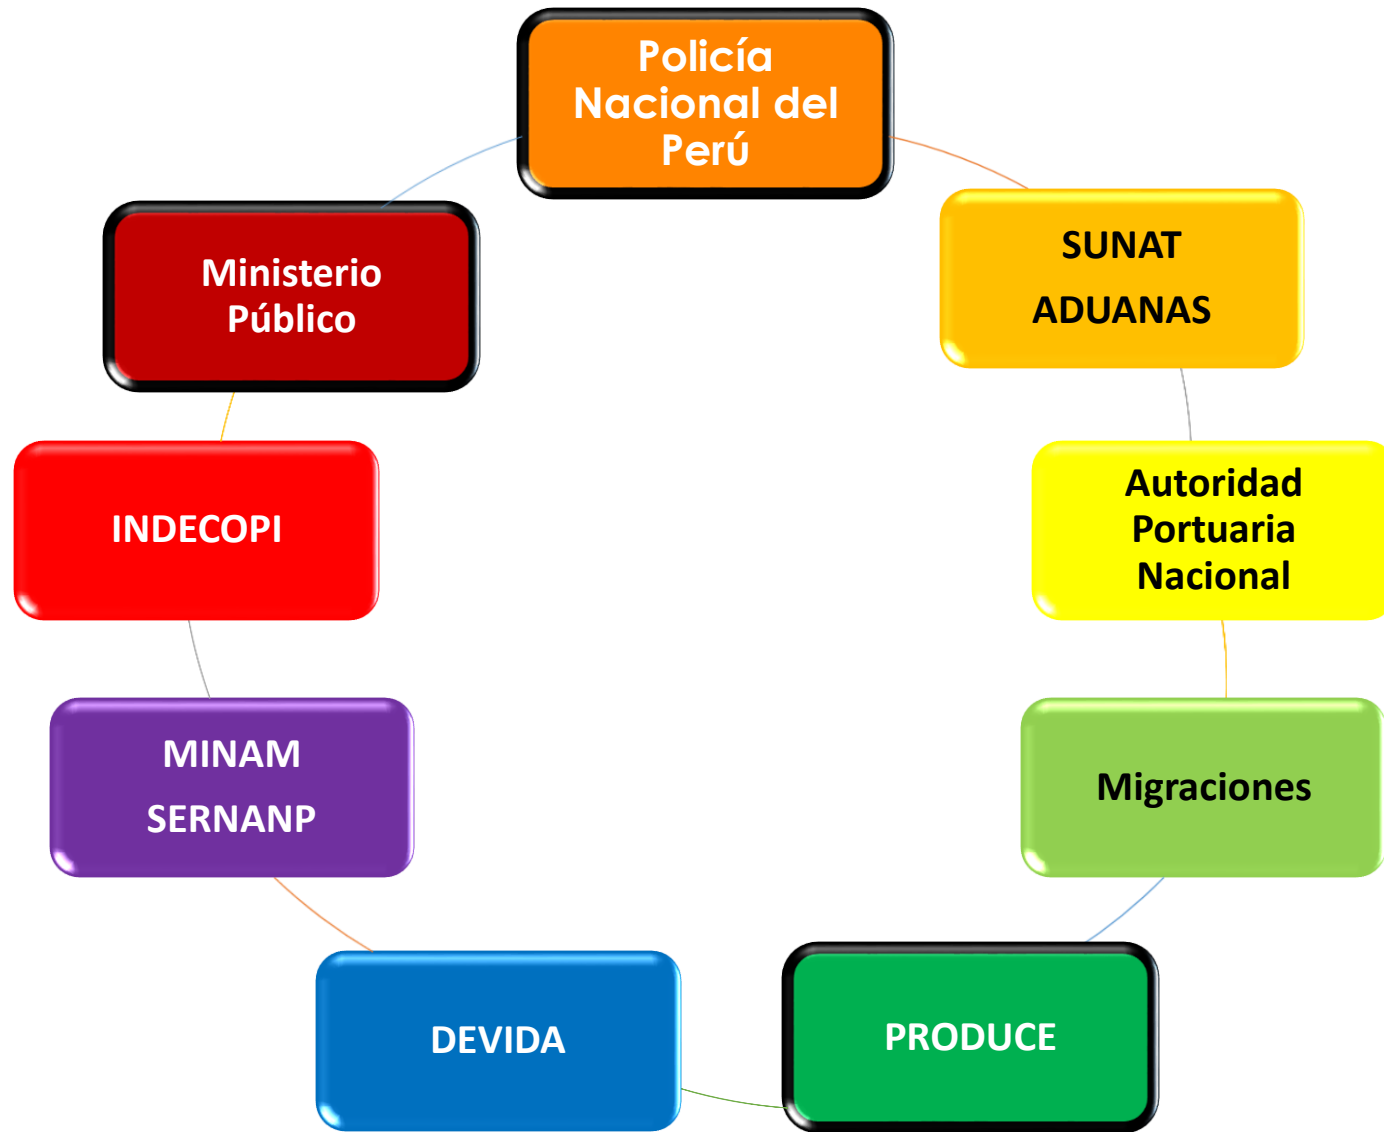 Policía
Nacional del
Perú
Ministerio
Público
SUNAT
ADUANAS
INDECOPI
Autoridad
Portuaria
Nacional
MINAM
SERNANP
Migraciones
DEVIDA
PRODUCE